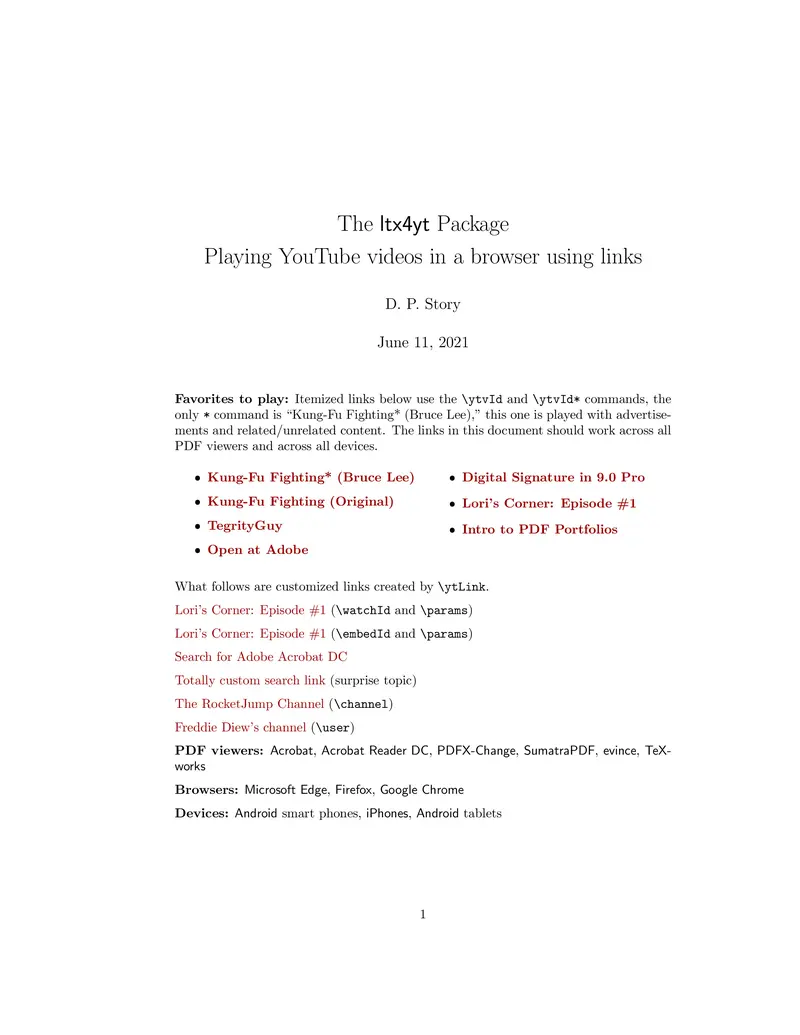 The ltx4yt Package
Playing YouTube videos in a browser using links
D. P. Story
June 11, 2021
Favorites to play: Itemized links below use the \ytvId and \ytvId* commands, the
only * command is “Kung-Fu Fighting* (Bruce Lee),” this one is played with advertise-
ments and related/unrelated content. The links in this document should work across all
PDF viewers and across all devices.
• Kung-Fu Fighting* (Bruce Lee)
• Kung-Fu Fighting (Original)
• TegrityGuy
• Open at Adobe
• Digital Signature in 9.0 Pro
• Lori’s Corner: Episode #1
• Intro to PDF Portfolios
What follows are customized links created by \ytLink.
Lori’s Corner: Episode #1 (\watchId and \params)
Lori’s Corner: Episode #1 (\embedId and \params)
Search for Adobe Acrobat DC
Totally custom search link (surprise topic)
The RocketJump Channel (\channel)
Freddie Diew’s channel (\user)
PDF viewers: Acrobat, Acrobat Reader DC, PDFX-Change, SumatraPDF, evince, TeX-
works
Browsers: Microsoft Edge, Firefox, Google Chrome
Devices: Android smart phones, iPhones, Android tablets
1